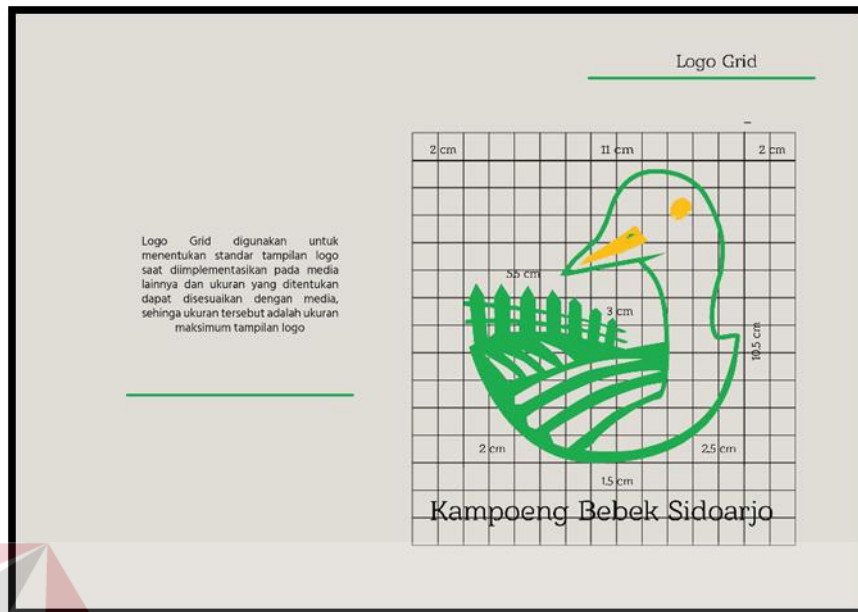 Logo Grid
2 cm
11 cm
2 cm
Logo Grid digunakan untuk
menentukan standar tampilan logo
saat diimplementasikan pada media
lainnya dan ukuran yang ditentukan
dapat disesuaikan dengan media,
sehinga ukuran tersebut adalah ukuran
maksimum tampilan logo
5.5 cm
3 cm
10.5 cm
2 cm
2.5 cm
1.5 cm
Kampoeng Bebek Sidoarjo